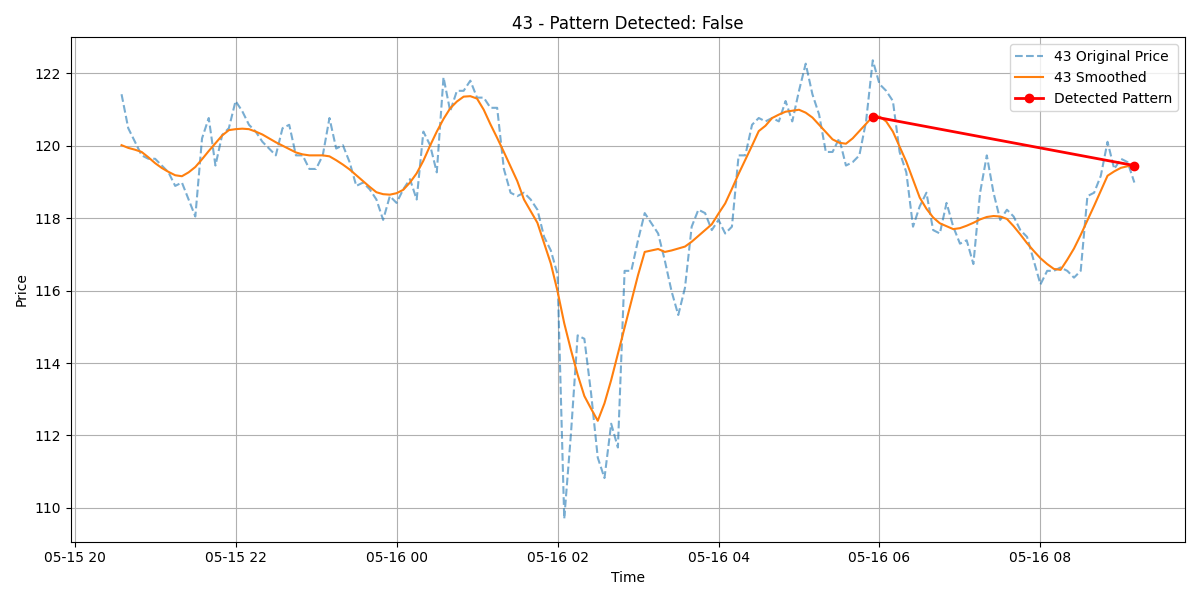 43 - Pattern Detected: False
43 Original Price
43 Smoothed
Detected Pattern
Price
122
120
118
116
114
112
110
05-15 20
05-15 22
05-16 00
05-16 02
05-16 04
05-16 06
05-16 08
Time